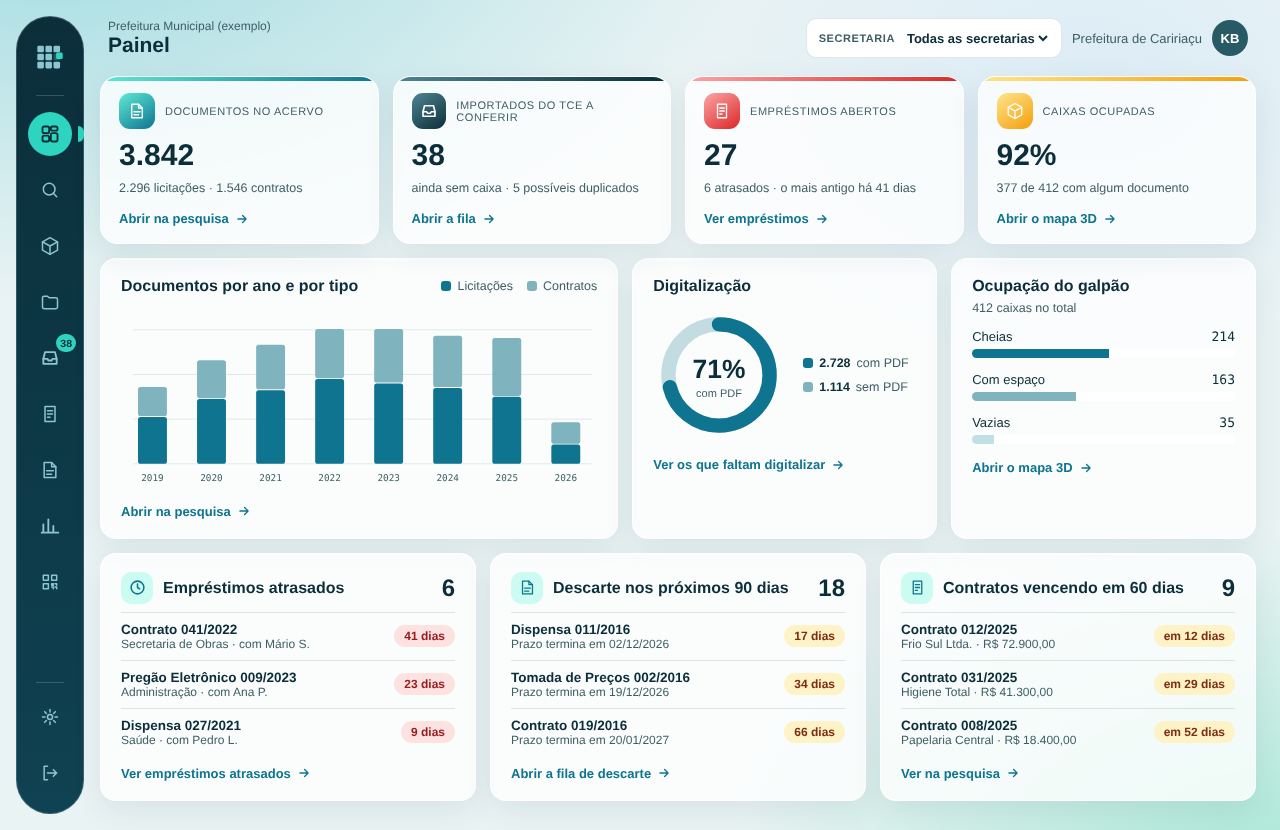 Prefeitura Municipal (exemplo)
Painel
SECRETARIA Todas as secretarias
Prefeitura de Caririaçu
KB
38
DOCUMENTOS NO ACERVO
3.842
2.296 licitações · 1.546 contratos
Abrir na pesquisa →
IMPORTADOS DO TCE A
CONFERIR
38
ainda sem caixa · 5 possíveis duplicados
Abrir a fila →
EMPRÉSTIMOS ABERTOS
27
6 atrasados · o mais antigo há 41 dias
Ver empréstimos →
CAIXAS OCUPADAS
92%
377 de 412 com algum documento
Abrir o mapa 3D →
Documentos por ano e por tipo
Licitações Contratos
2019 2020 2021 2022 2023 2024 2025 2026
Abrir na pesquisa →
Digitalização
71%
com PDF
2.728 com PDF
1.114 sem PDF
Ver os que faltam digitalizar →
Ocupação do galpão
412 caixas no total
Cheias 214
Com espaço 163
Vazias 35
Abrir o mapa 3D →
Empréstimos atrasados 6
Contrato 041/2022
Secretaria de Obras · com Mário S.
41 dias
Pregão Eletrônico 009/2023
Administração · com Ana P.
23 dias
Dispensa 027/2021
Saúde · com Pedro L.
9 dias
Ver empréstimos atrasados →
Descarte nos próximos 90 dias 18
Dispensa 011/2016
Prazo termina em 02/12/2026
17 dias
Tomada de Preços 002/2016
Prazo termina em 19/12/2026
34 dias
Contrato 019/2016
Prazo termina em 20/01/2027
66 dias
Abrir a fila de descarte →
Contratos vencendo em 60 dias 9
Contrato 012/2025
Frio Sul Ltda. · R$ 72.900,00
em 12 dias
Contrato 031/2025
Higiene Total · R$ 41.300,00
em 29 dias
Contrato 008/2025
Papelaria Central · R$ 18.400,00
em 52 dias
Ver na pesquisa →